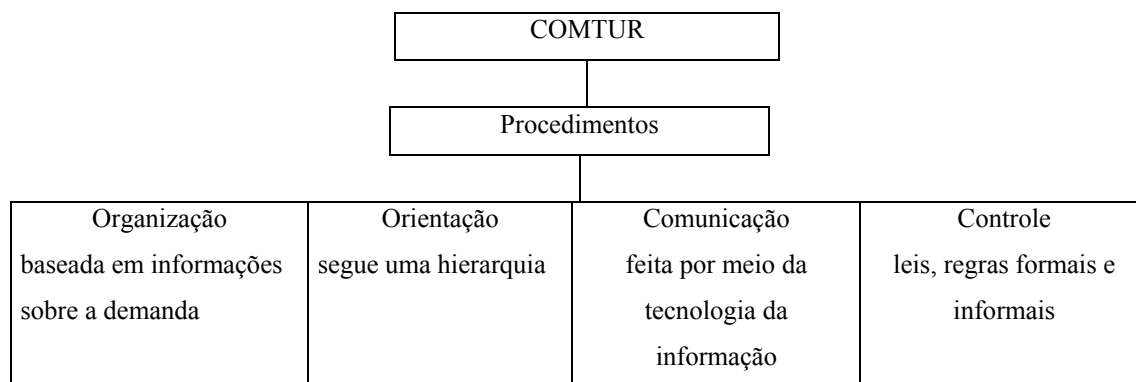 COMTUR
Procedimentos
Organização
baseada em informações
sobre a demanda
Orientação
segue uma hierarquia
Comunicação
feita por meio da
tecnologia da
informação
Controle
leis, regras formais e
informais